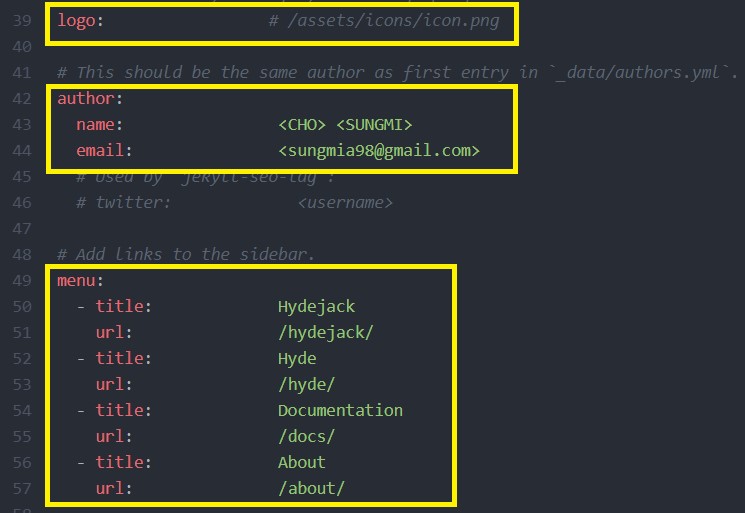 39 logo: # /assets/icons/icon.png
40
41 # This should be the same author as first entry in `_data/authors.yml`.
42 author:
43 name: <CHO> <SUNGMI>
44 email: <sungmia98@gmail.com>
45 # Used by `jekyll-seo-tag`:
46 # twitter: <username>
47
48 # Add links to the sidebar.
49 menu:
50 - title: Hydejack
51 url: /hydejack/
52 - title: Hyde
53 url: /hyde/
54 - title: Documentation
55 url: /docs/
56 - title: About
57 url: /about/